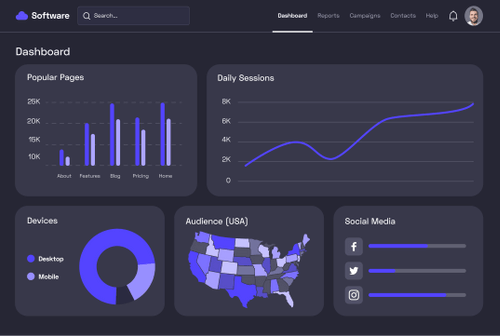 Software
Search...
Dashboard Reports Campaigns Contacts Help
Dashboard
Popular Pages
25K
20K
15K
10K
About Features Blog Pricing Home
Daily Sessions
8K
6K
4K
2K
0
Devices
Desktop
Mobile
Audience (USA)
Social Media